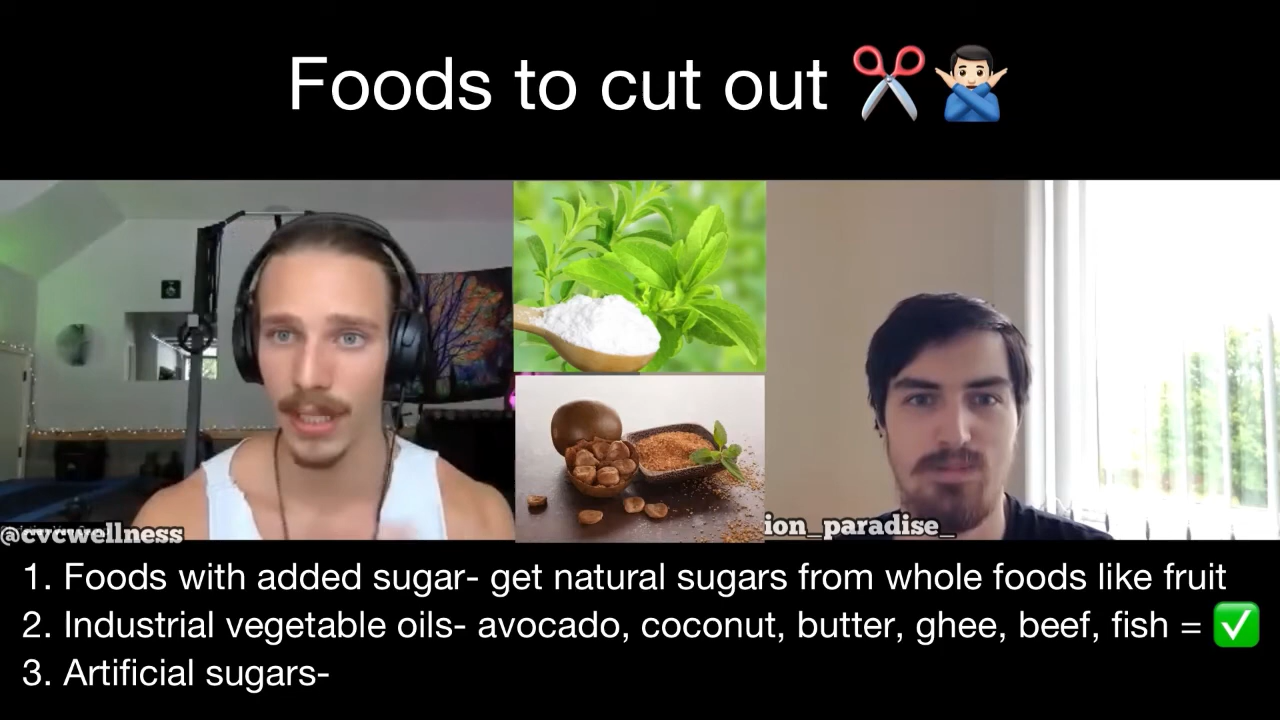 Foods to cut out ✂️🙅🏻‍♂️
@cvcwellness
ion_paradise_
1. Foods with added sugar- get natural sugars from whole foods like fruit
2. Industrial vegetable oils- avocado, coconut, butter, ghee, beef, fish = ✅
3. Artificial sugars-